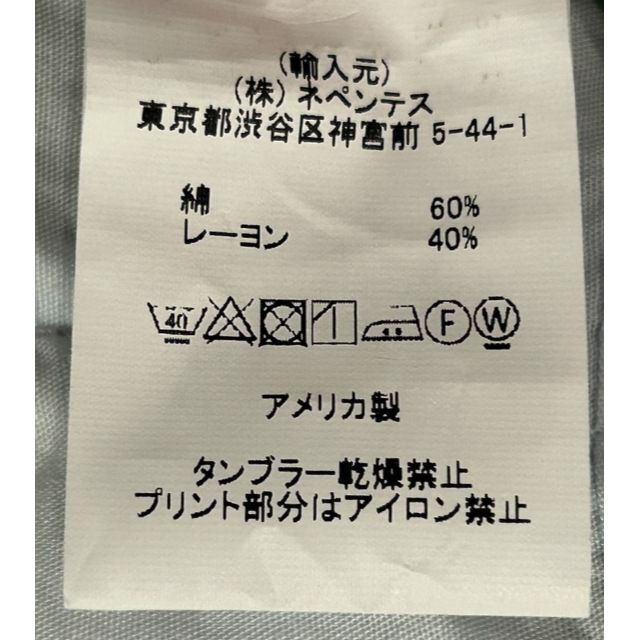 (輸入元)
(株) ネペンテス
東京都渋谷区神宮前 5-44-1
綿 60%
レーヨン 40%
40 F W
アメリカ製
タンブラー乾燥禁止
プリント部分はアイロン禁止